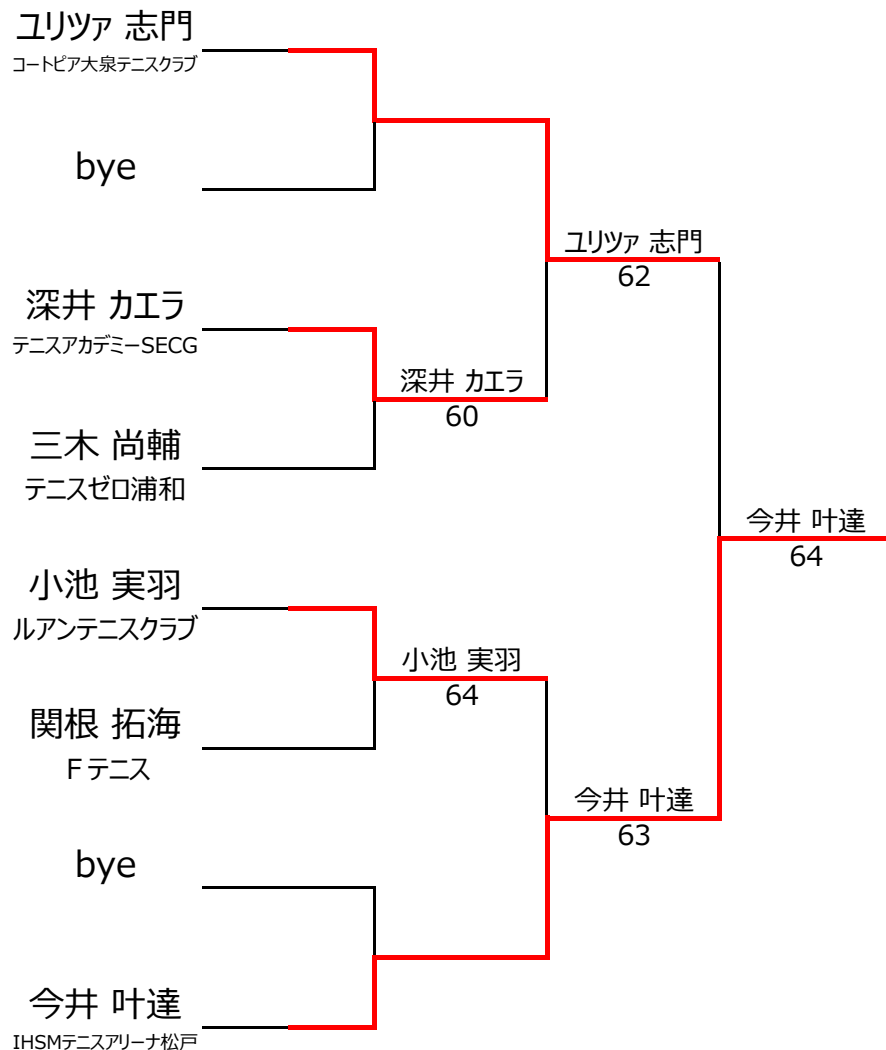 ユリツァ 志門
コートピア大泉テニスクラブ
bye
ユリツァ 志門
62
深井 カエラ
テニスアカデミーSECG
深井 カエラ
60
三木 尚輔
テニスゼロ浦和
今井 叶達
64
小池 実羽
ルアンテニスクラブ
小池 実羽
64
関根 拓海
Fテニス
今井 叶達
63
bye
今井 叶達
IHSMテニスアリーナ松戸